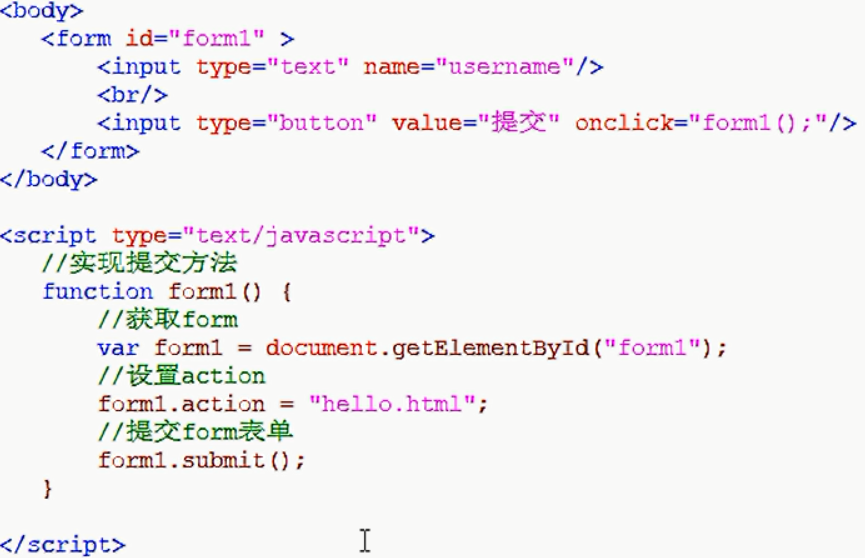 <body>
<form id="form1" >
<input type="text" name="username"/>
<br/>
<input type="button" value="提交" onclick="form1();"/>
</form>
</body>
<script type="text/javascript">
//实现提交方法
function form1() {
//获取form
var form1 = document.getElementById("form1");
//设置action
form1.action = "hello.html";
//提交form表单
form1.submit();
}
</script>